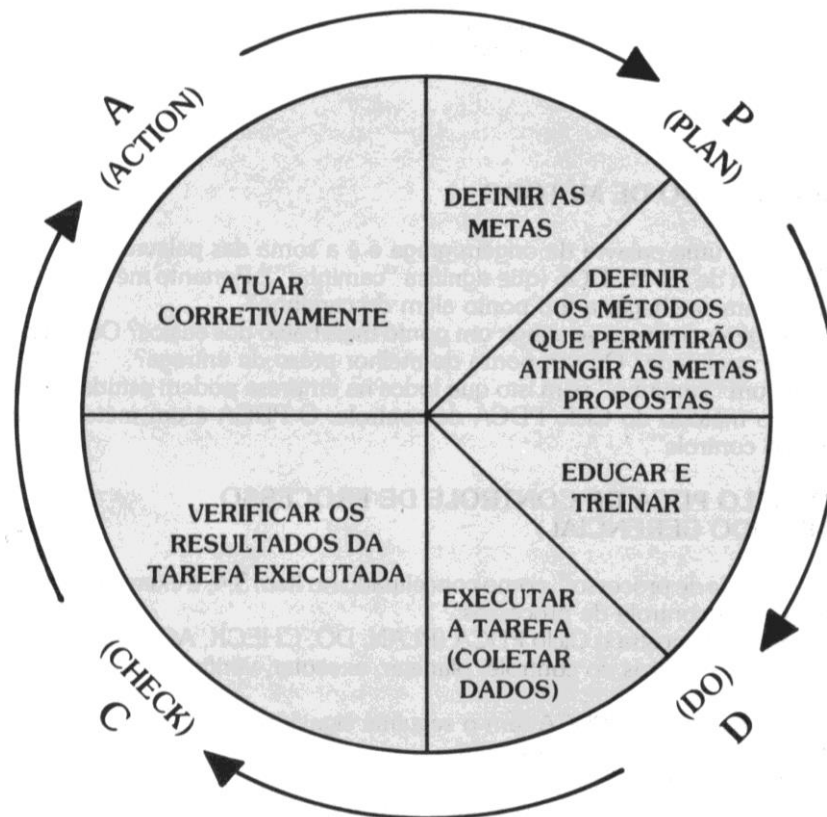 A
(ACTION)
P
(PLAN)
DEFINIR AS
METAS
DEFINIR
OS MÉTODOS
QUE PERMITIRÃO
ATINGIR AS METAS
PROPOSTAS
ATUAR
CORRETIVAMENTE
EDUCAR E
TREINAR
VERIFICAR OS
RESULTADOS DA
TAREFA EXECUTADA
EXECUTAR
A TAREFA
(COLETAR
DADOS)
(CHECK)
C
(DO)
D